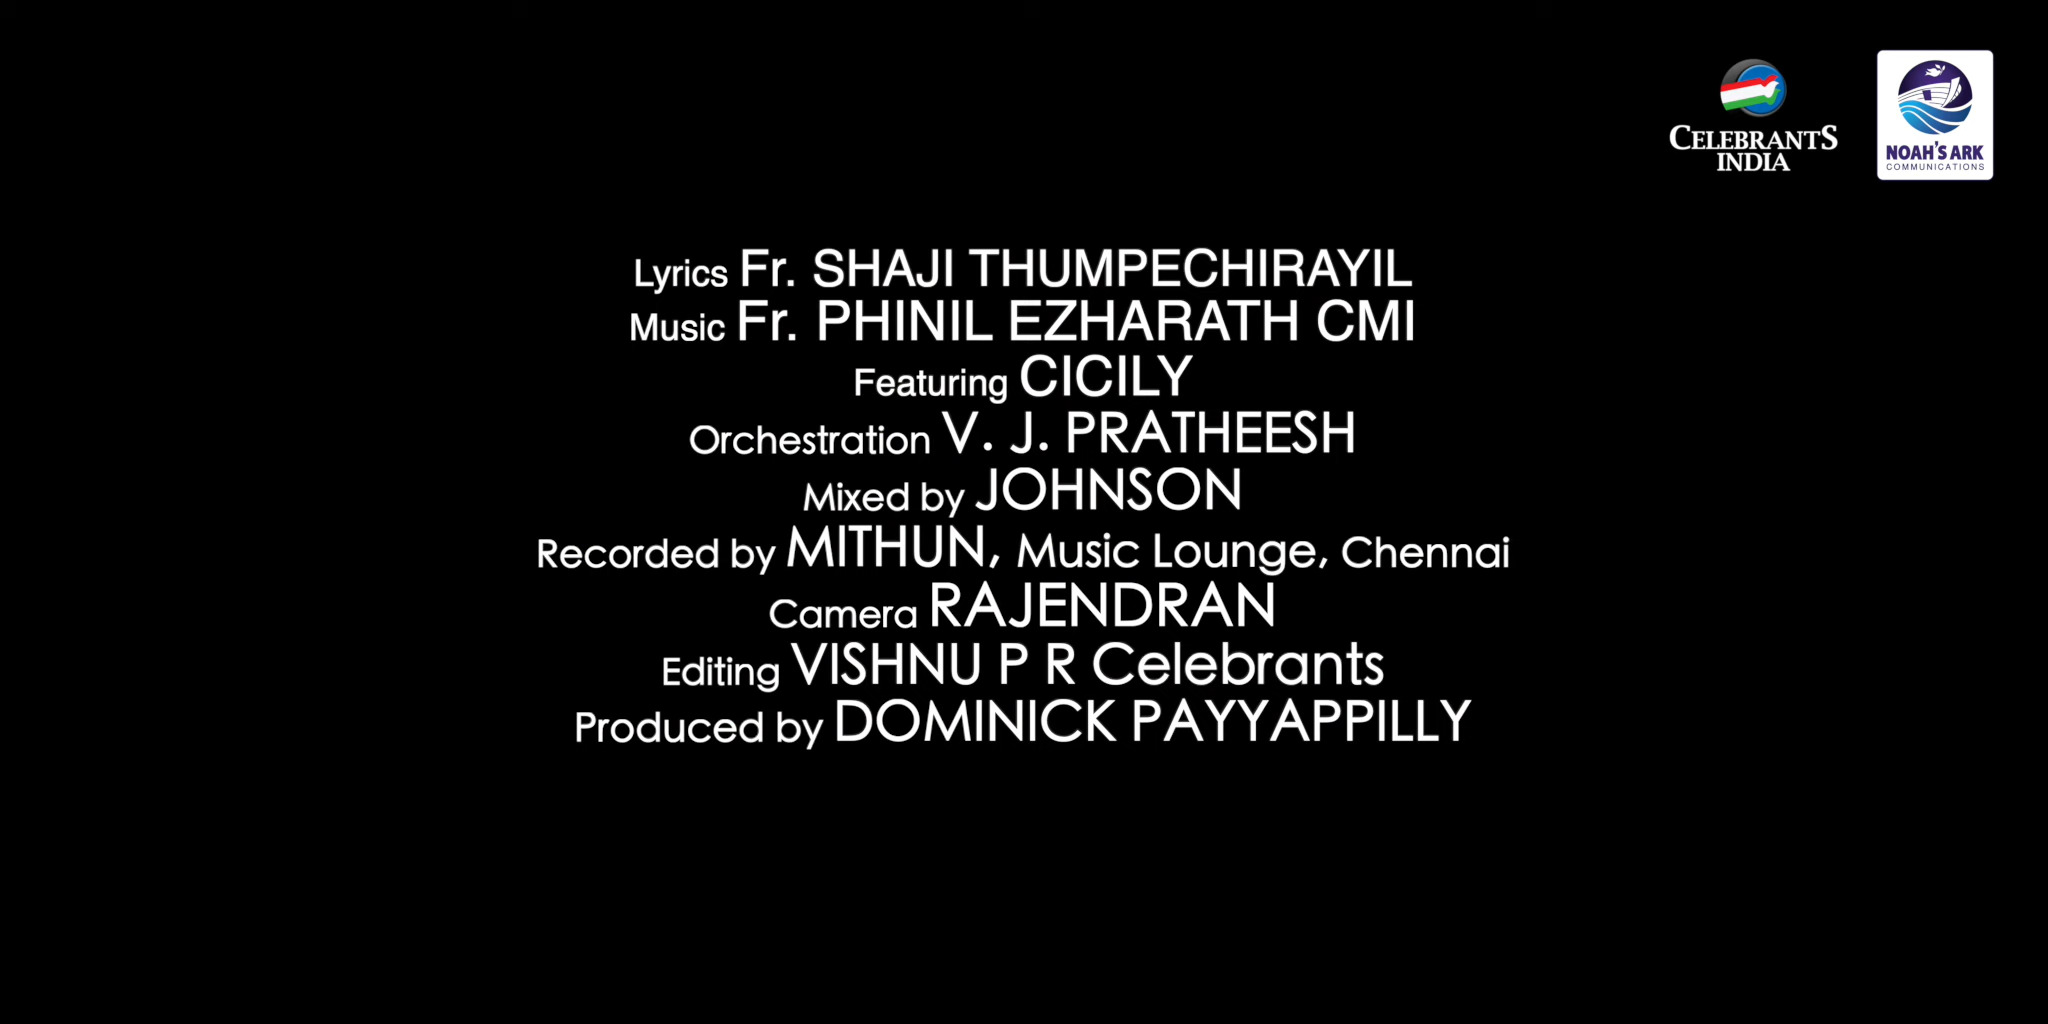 CELEBRANTS
INDIA
NOAH'S ARK
COMMUNICATIONS
Lyrics Fr. SHAJI THUMPECHIRAYIL
Music Fr. PHINIL EZHARATH CMI
Featuring CICILY
Orchestration V. J. PRATHEESH
Mixed by JOHNSON
Recorded by MITHUN, Music Lounge, Chennai
Camera RAJENDRAN
Editing VISHNU P R Celebrants
Produced by DOMINICK PAYYAPPILLY